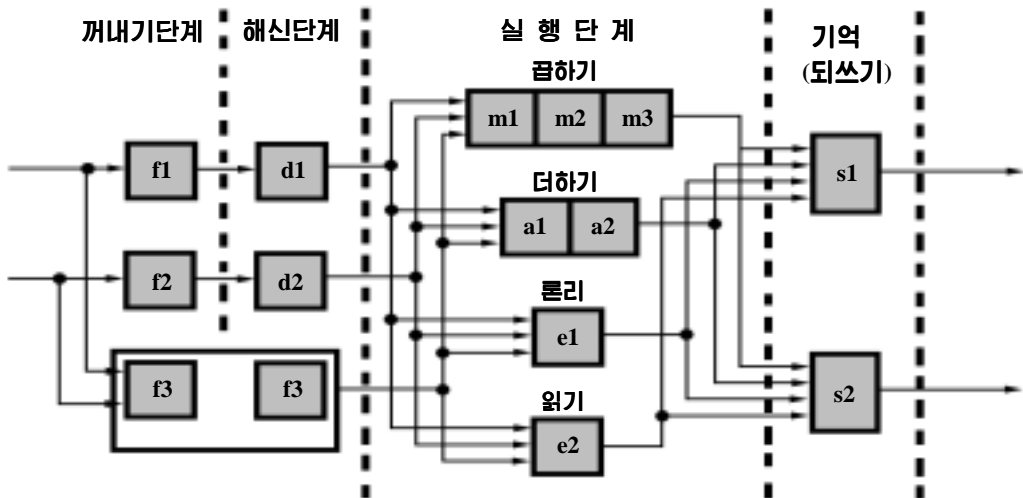 꺼내기단계 해신단계 실 행 단 계 기억
(되쓰기)
곱하기
m1 m2 m3
f1 d1 s1
더하기
a1 a2
f2 d2
론리
e1
f3 f3 s2
읽기
e2